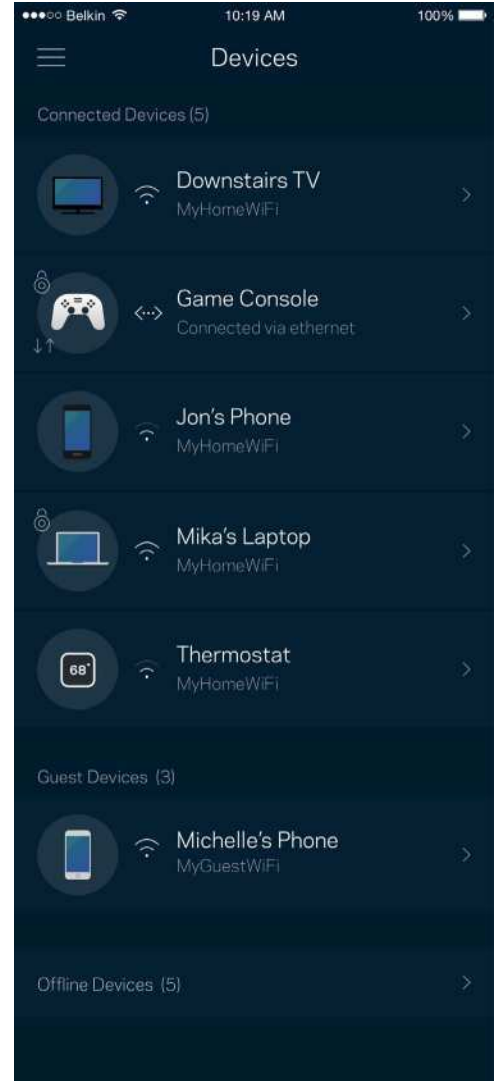 Belkin 10:19 AM 100%
Devices
Connected Devices (5)
Downstairs TV
MyHomeWiFi
Game Console
Connected via ethernet
Jon's Phone
MyHomeWiFi
Mika's Laptop
MyHomeWiFi
68°
Thermostat
MyHomeWiFi
Guest Devices (3)
Michelle's Phone
MyGuestWiFi
Offline Devices (5)